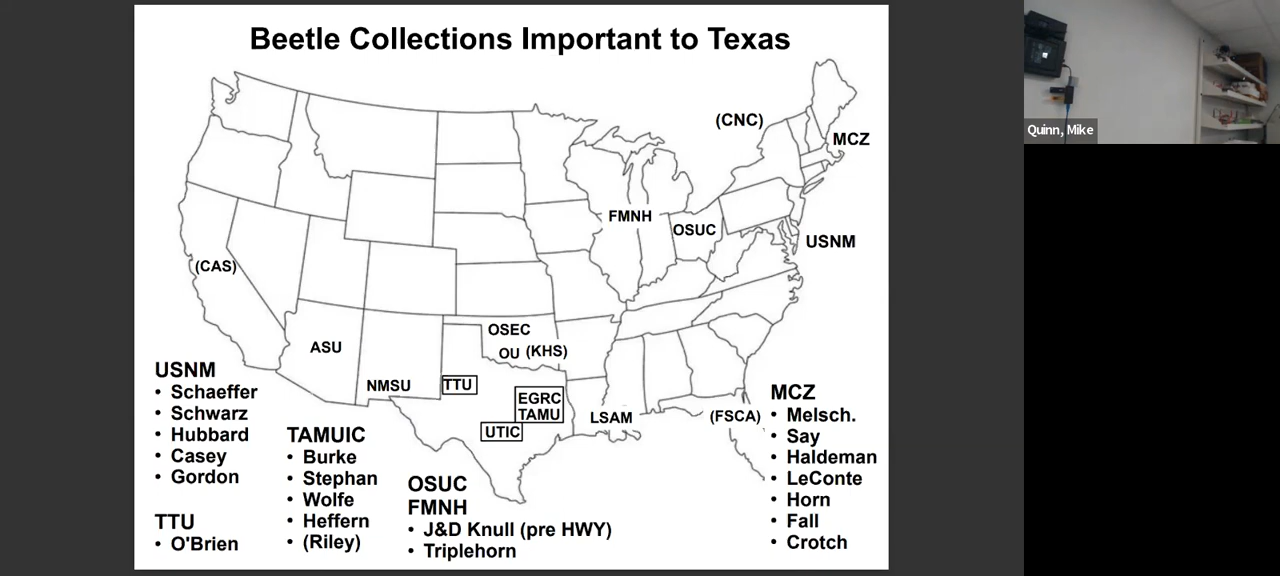 Beetle Collections Important to Texas
(CNC)
MCZ
FMNH
OSUC
USNM
(CAS)
OSEC
OU (KHS)
ASU
NMSU
TTU
EGRC
TAMU
UTIC
LSAM
(FSCA)
USNM
• Schaeffer
• Schwarz
• Hubbard
• Casey
• Gordon
TTU
• O'Brien
TAMUIC
• Burke
• Stephan
• Wolfe
• Heffern
• (Riley)
OSUC
FMNH
• J&D Knull (pre HWY)
• Triplehorn
MCZ
• Melsch.
• Say
• Haldeman
• LeConte
• Horn
• Fall
• Crotch
Quinn, Mike